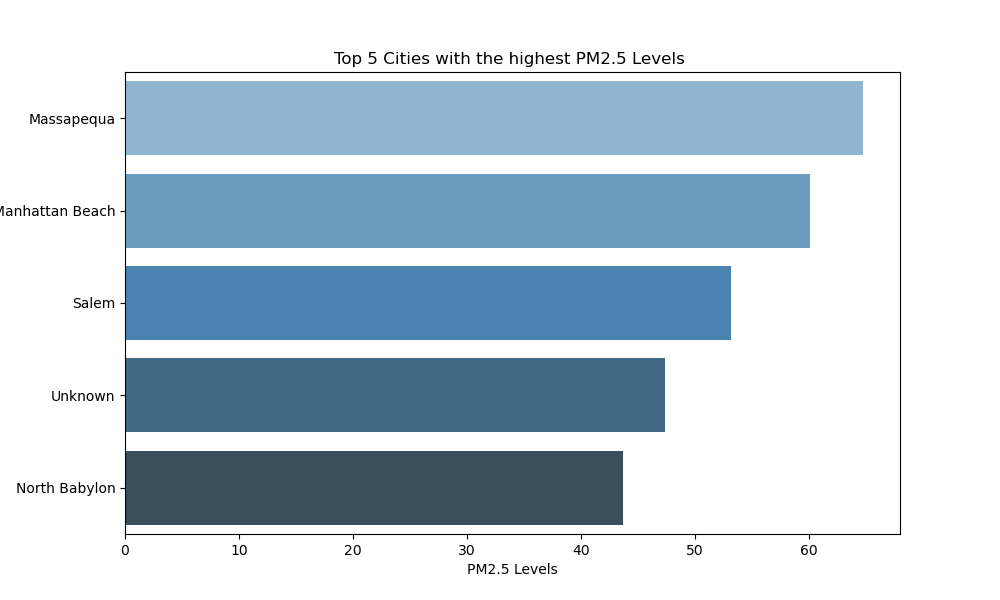 Top 5 Cities with the highest PM2.5 Levels
Massapequa
Manhattan Beach
Salem
Unknown
North Babylon
0 10 20 30 40 50 60
PM2.5 Levels